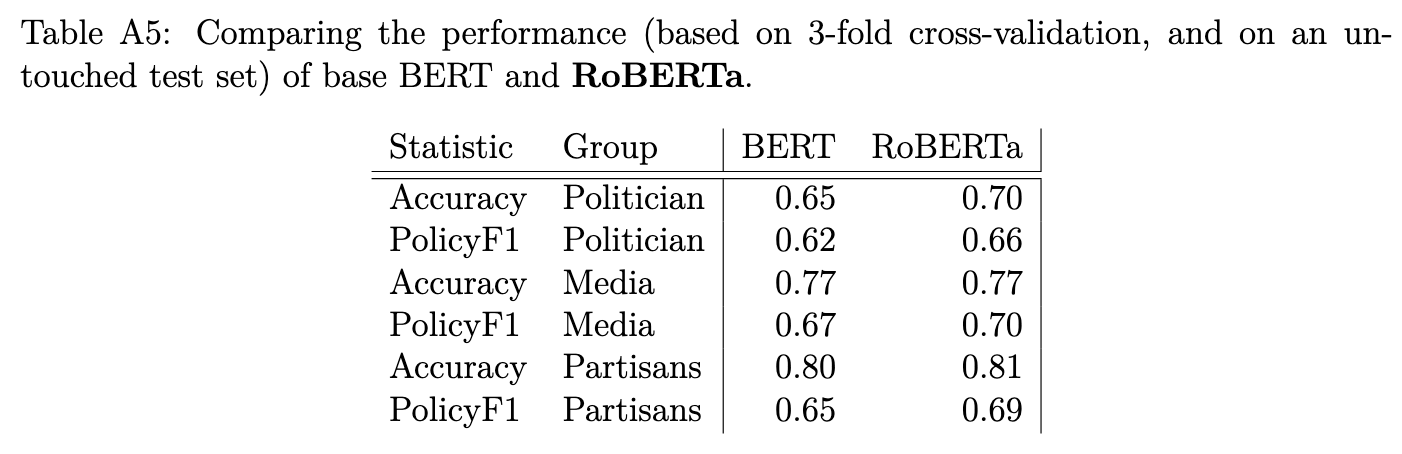 Table A5: Comparing the performance (based on 3-fold cross-validation, and on an un-
touched test set) of base BERT and RoBERTa.
Statistic Group BERT RoBERTa
Accuracy Politician 0.65 0.70
PolicyF1 Politician 0.62 0.66
Accuracy Media 0.77 0.77
PolicyF1 Media 0.67 0.70
Accuracy Partisans 0.80 0.81
PolicyF1 Partisans 0.65 0.69